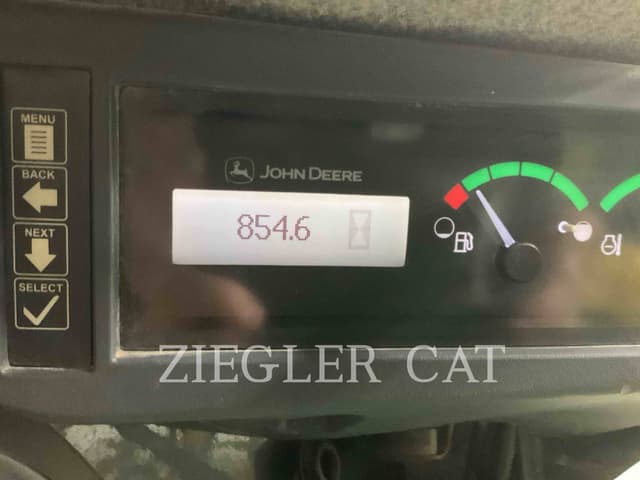 MENU
BACK
NEXT
SELECT
JOHN DEERE
854.6
ZIEGLER CAT